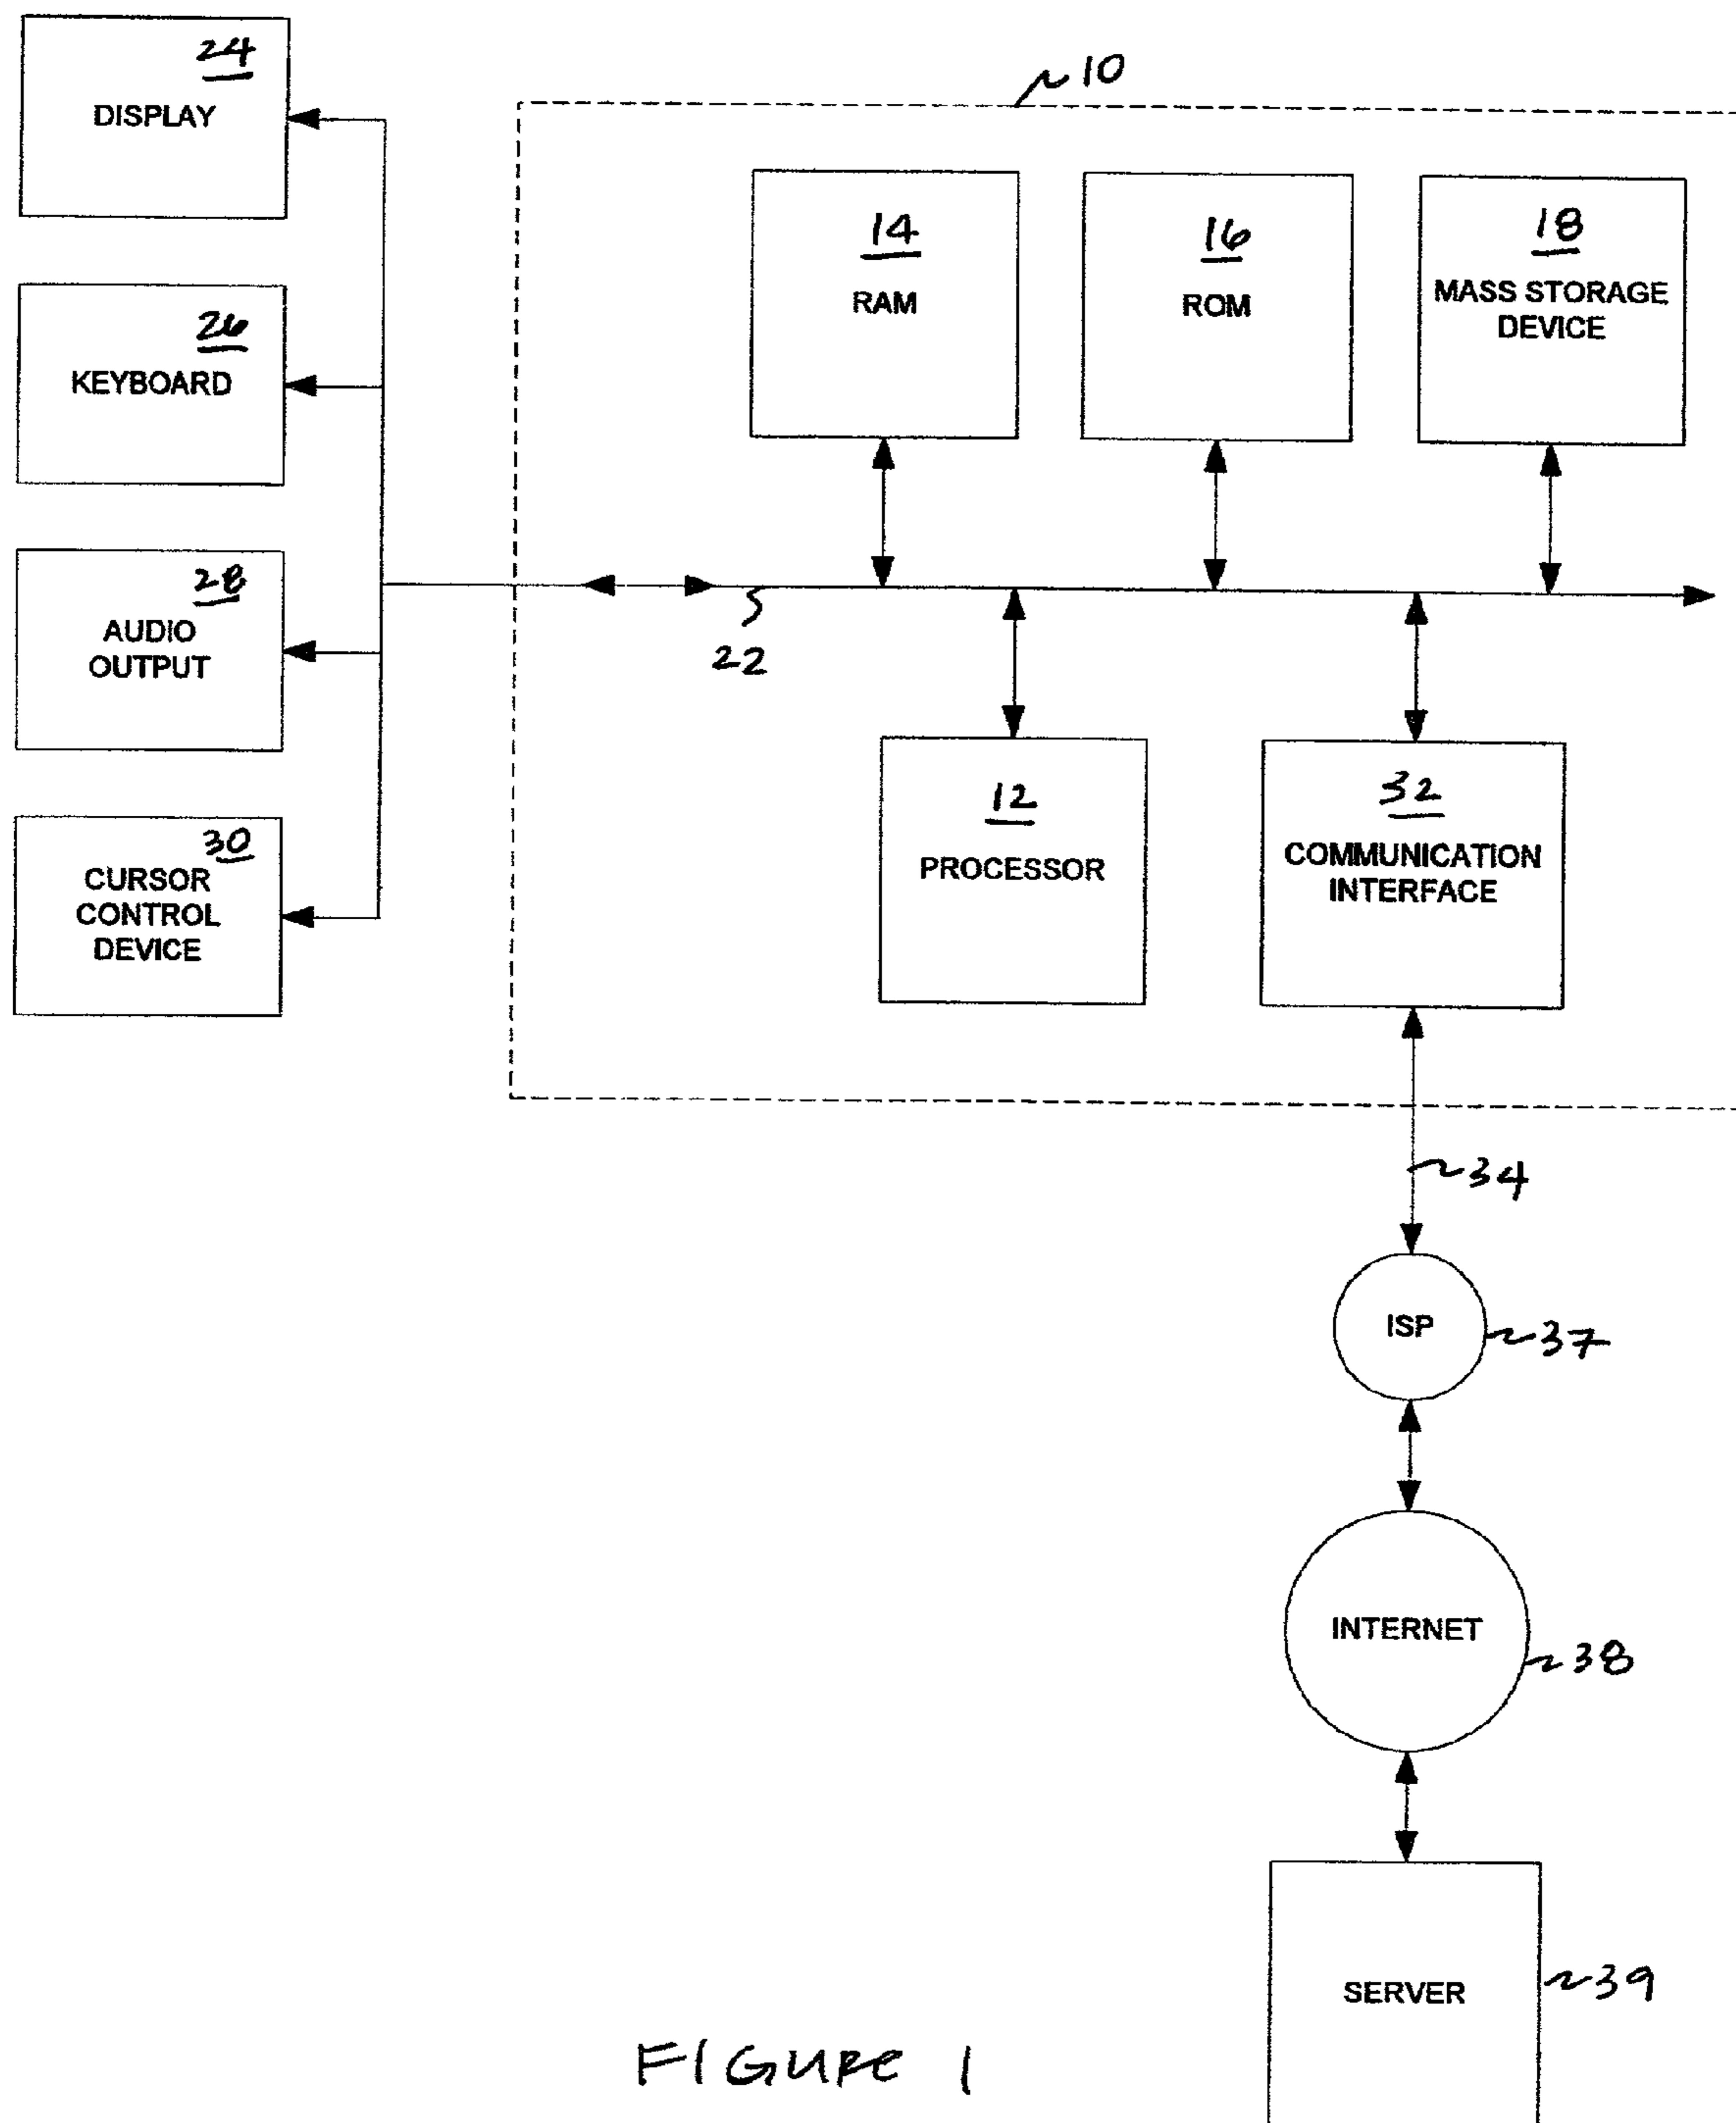 24
DISPLAY
10
14
RAM
16
ROM
18
MASS STORAGE
DEVICE
26
KEYBOARD
28
AUDIO
OUTPUT
22
30
CURSOR
CONTROL
DEVICE
12
PROCESSOR
32
COMMUNICATION
INTERFACE
34
ISP
37
INTERNET
38
SERVER
39
FIGURE 1